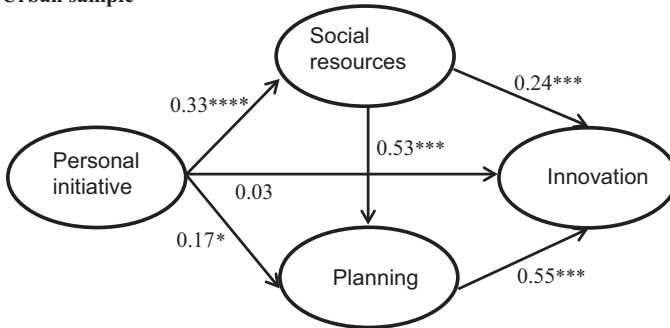 Urban sample
Social
resources
0.33****
0.24***
Personal
initiative
0.53***
0.03
Innovation
0.17*
Planning
0.55***